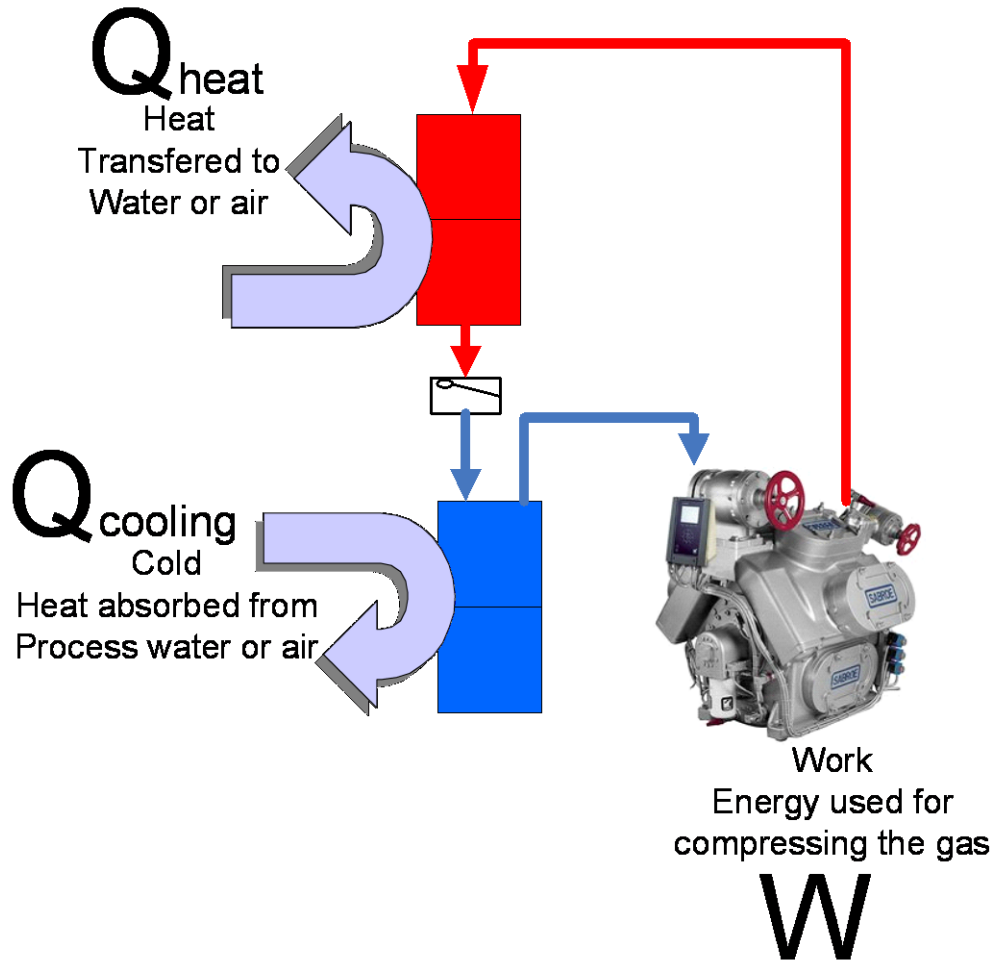 Qheat
Heat
Transfered to
Water or air
Qcooling
Cold
Heat absorbed from
Process water or air
SABROE
SABROE
Work
Energy used for
compressing the gas
W